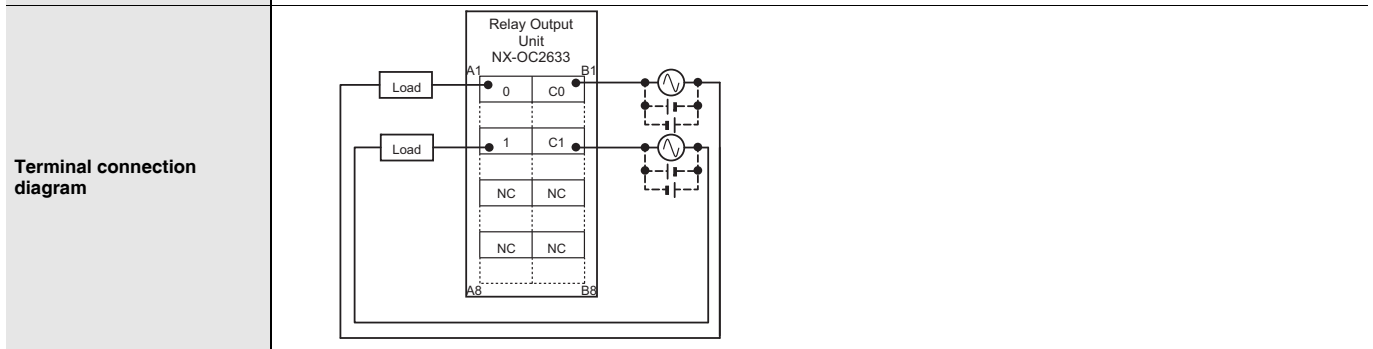 Terminal connection
diagram
Relay Output
Unit
NX-OC2633
A1 B1
Load 0 C0
Load 1 C1
NC NC
NC NC
A8 B8